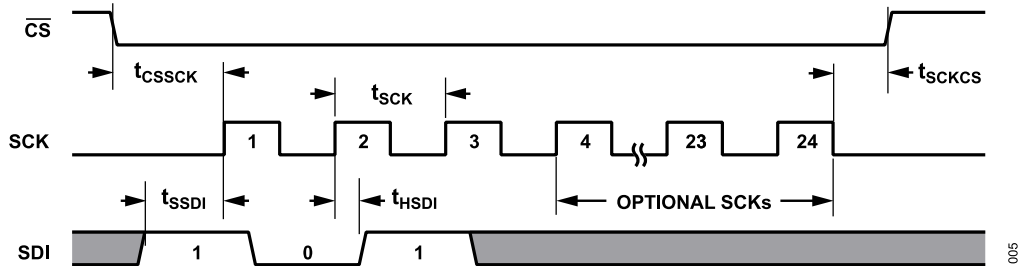 CS
tCSSCK
tSCKCS
tSCK
SCK
1 2 3 4 23 24
tSSDI
tHSDI
OPTIONAL SCKs
SDI
1 0 1
005